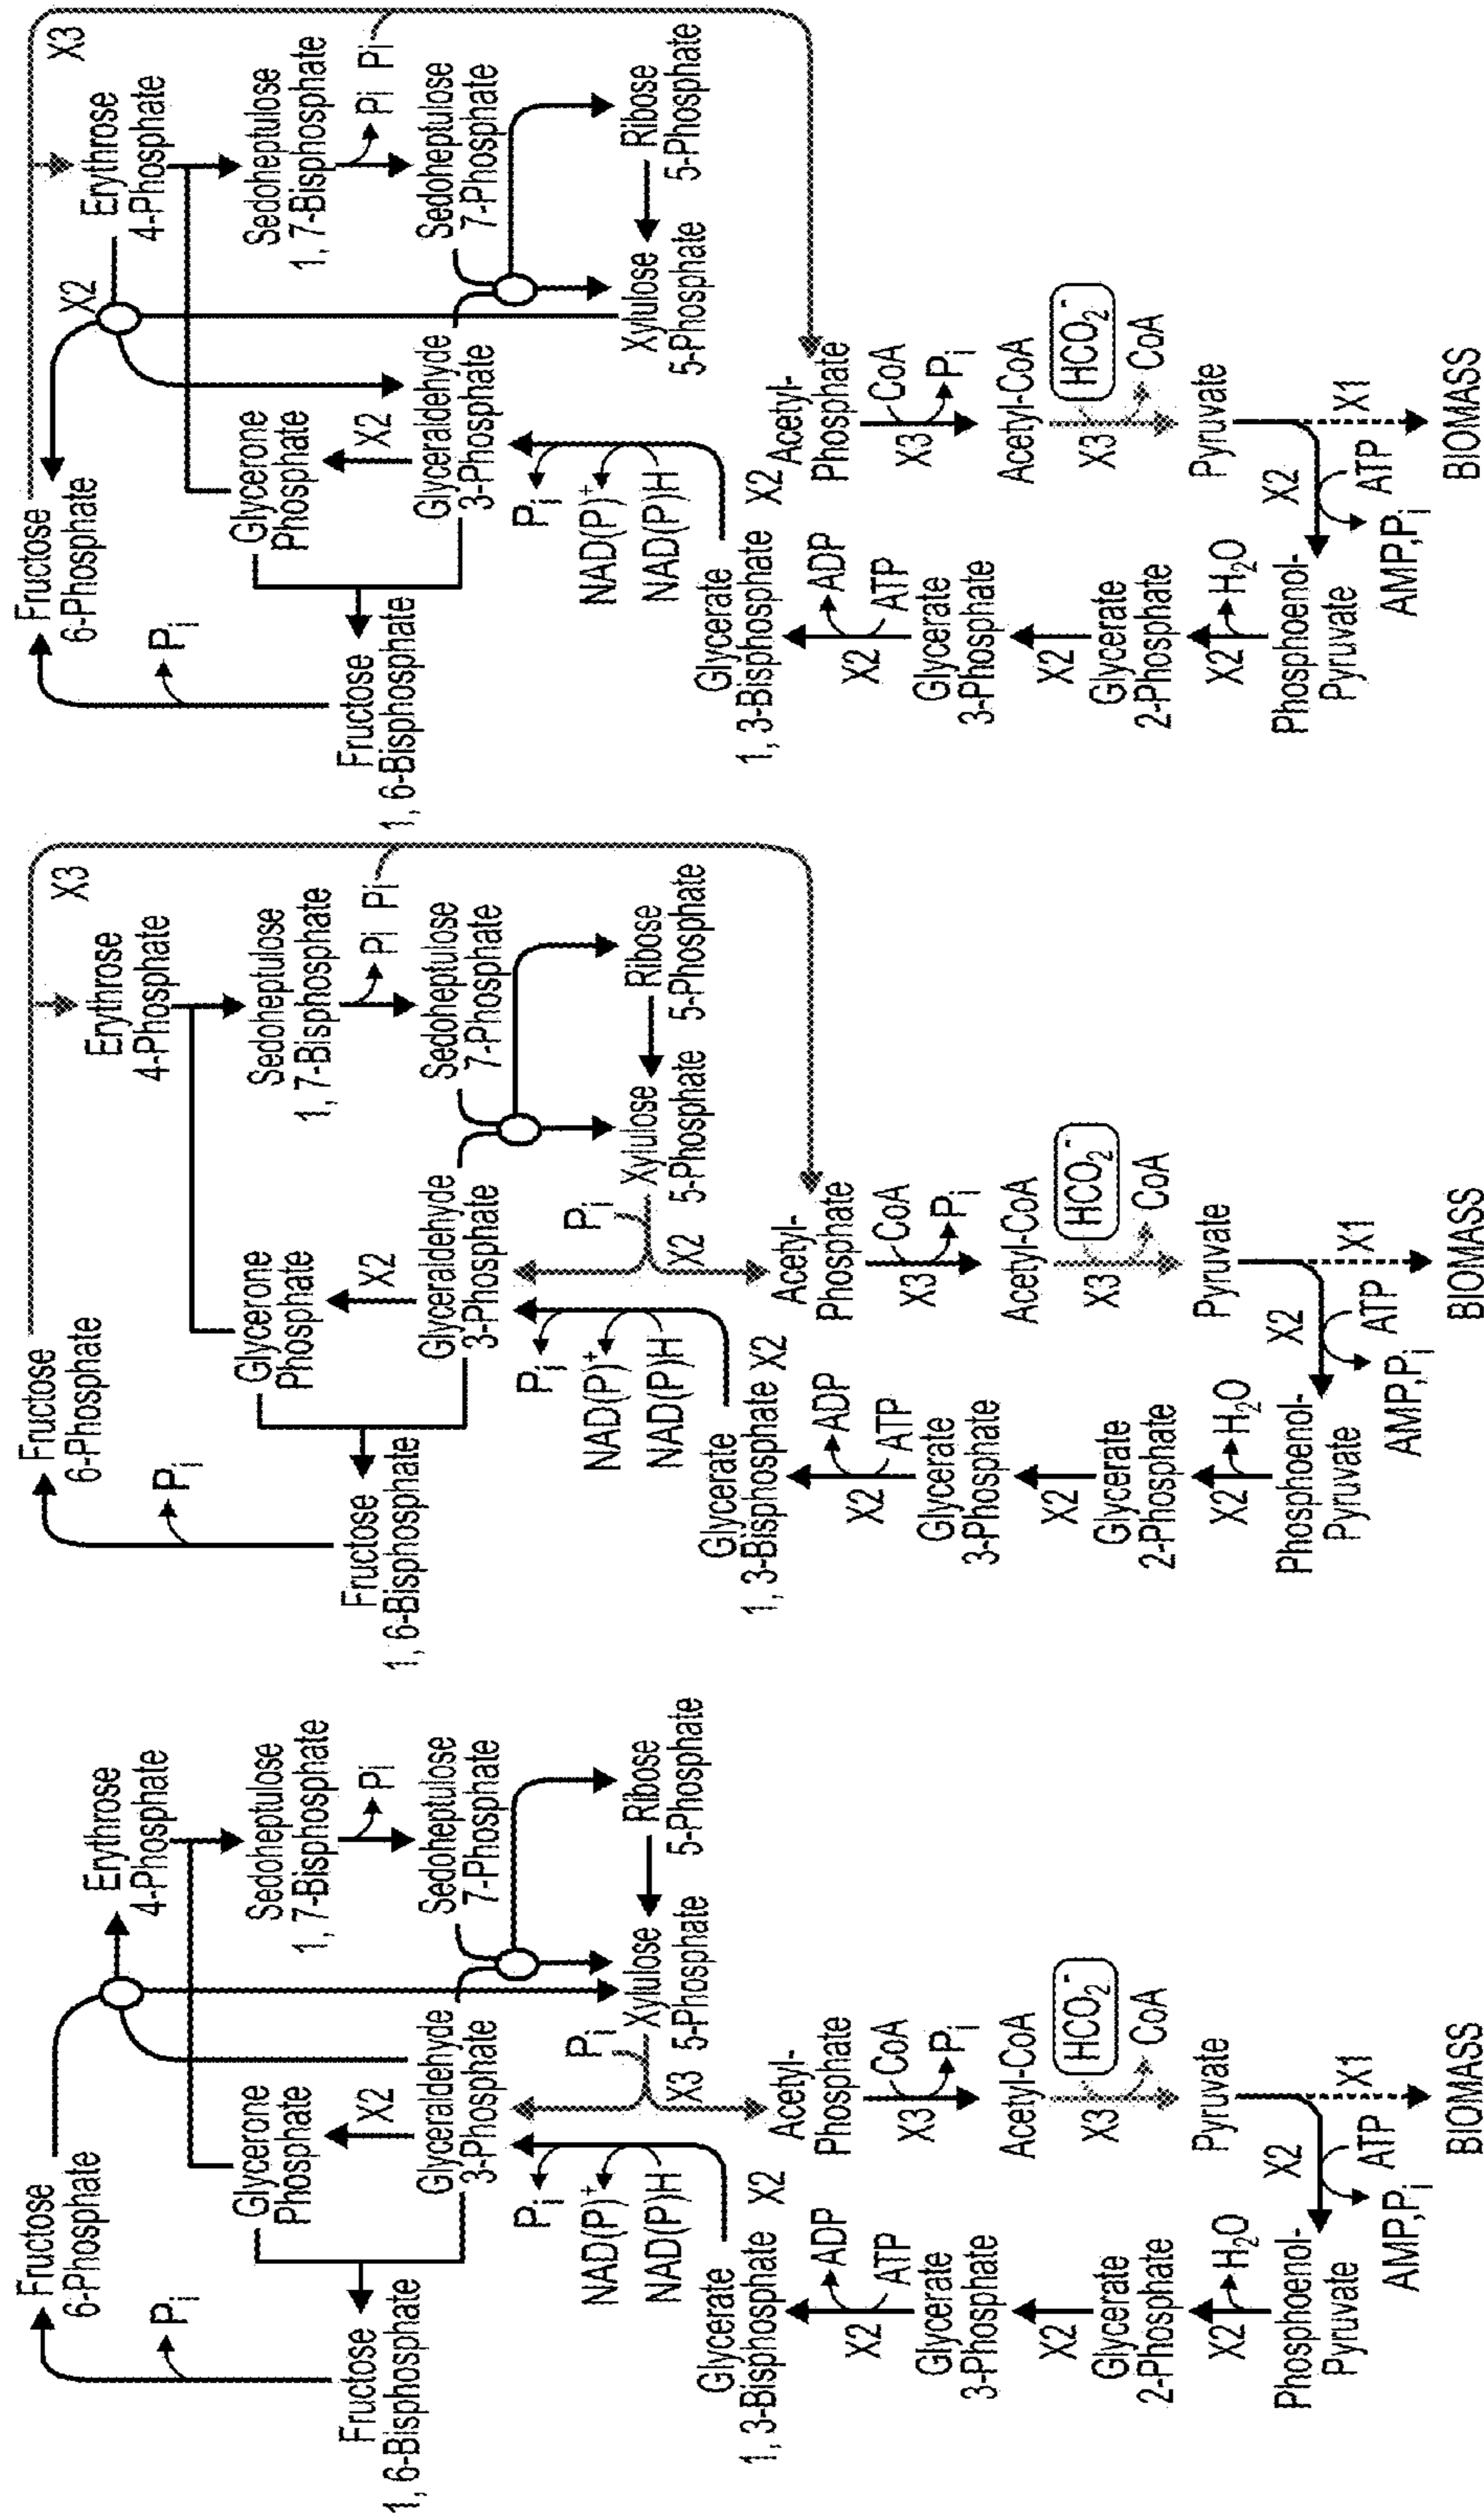 Fructose
6-Phosphate
Pi
Fructose
1, 6-Bisphosphate
Erythrose
4-Phosphate
Glycerone
Phosphate
X2
Sedoheptulose
1, 7-Bisphosphate
Pi
Glyceraldehyde
3-Phosphate
Sedoheptulose
7-Phosphate
Pi
NAD(P)+
NAD(P)H
Pi
X3
Xylulose
5-Phosphate
Ribose
5-Phosphate
Glycerate
1, 3-Bisphosphate
X2
Acetyl-
Phosphate
X2
ADP
ATP
X3
CoA
Pi
Glycerate
3-Phosphate
Acetyl-CoA
X2
X3
HCO2-
CoA
Glycerate
2-Phosphate
Pyruvate
X2
H2O
X2
X1
Phosphoenol-
Pyruvate
ATP
AMP,Pi
BIOMASS
Fructose
6-Phosphate
X3
Pi
Fructose
1, 6-Bisphosphate
Erythrose
4-Phosphate
Glycerone
Phosphate
X2
Sedoheptulose
1, 7-Bisphosphate
Pi
Pi
Glyceraldehyde
3-Phosphate
Sedoheptulose
7-Phosphate
Pi
NAD(P)+
NAD(P)H
Pi
X2
Xylulose
5-Phosphate
Ribose
5-Phosphate
Glycerate
1, 3-Bisphosphate
X2
Acetyl-
Phosphate
X2
ADP
ATP
X3
CoA
Pi
Glycerate
3-Phosphate
Acetyl-CoA
X2
X3
HCO2-
CoA
Glycerate
2-Phosphate
Pyruvate
X2
H2O
X2
X1
Phosphoenol-
Pyruvate
ATP
AMP,Pi
BIOMASS
Fructose
6-Phosphate
X3
Pi
X2
Fructose
1, 6-Bisphosphate
Erythrose
4-Phosphate
Glycerone
Phosphate
X2
Sedoheptulose
1, 7-Bisphosphate
Pi
Pi
Glyceraldehyde
3-Phosphate
Sedoheptulose
7-Phosphate
Pi
NAD(P)+
NAD(P)H
Xylulose
5-Phosphate
Ribose
5-Phosphate
Glycerate
1, 3-Bisphosphate
X2
Acetyl-
Phosphate
X2
ADP
ATP
X3
CoA
Pi
Glycerate
3-Phosphate
Acetyl-CoA
X2
X3
HCO2-
CoA
Glycerate
2-Phosphate
Pyruvate
X2
H2O
X2
X1
Phosphoenol-
Pyruvate
ATP
AMP,Pi
BIOMASS